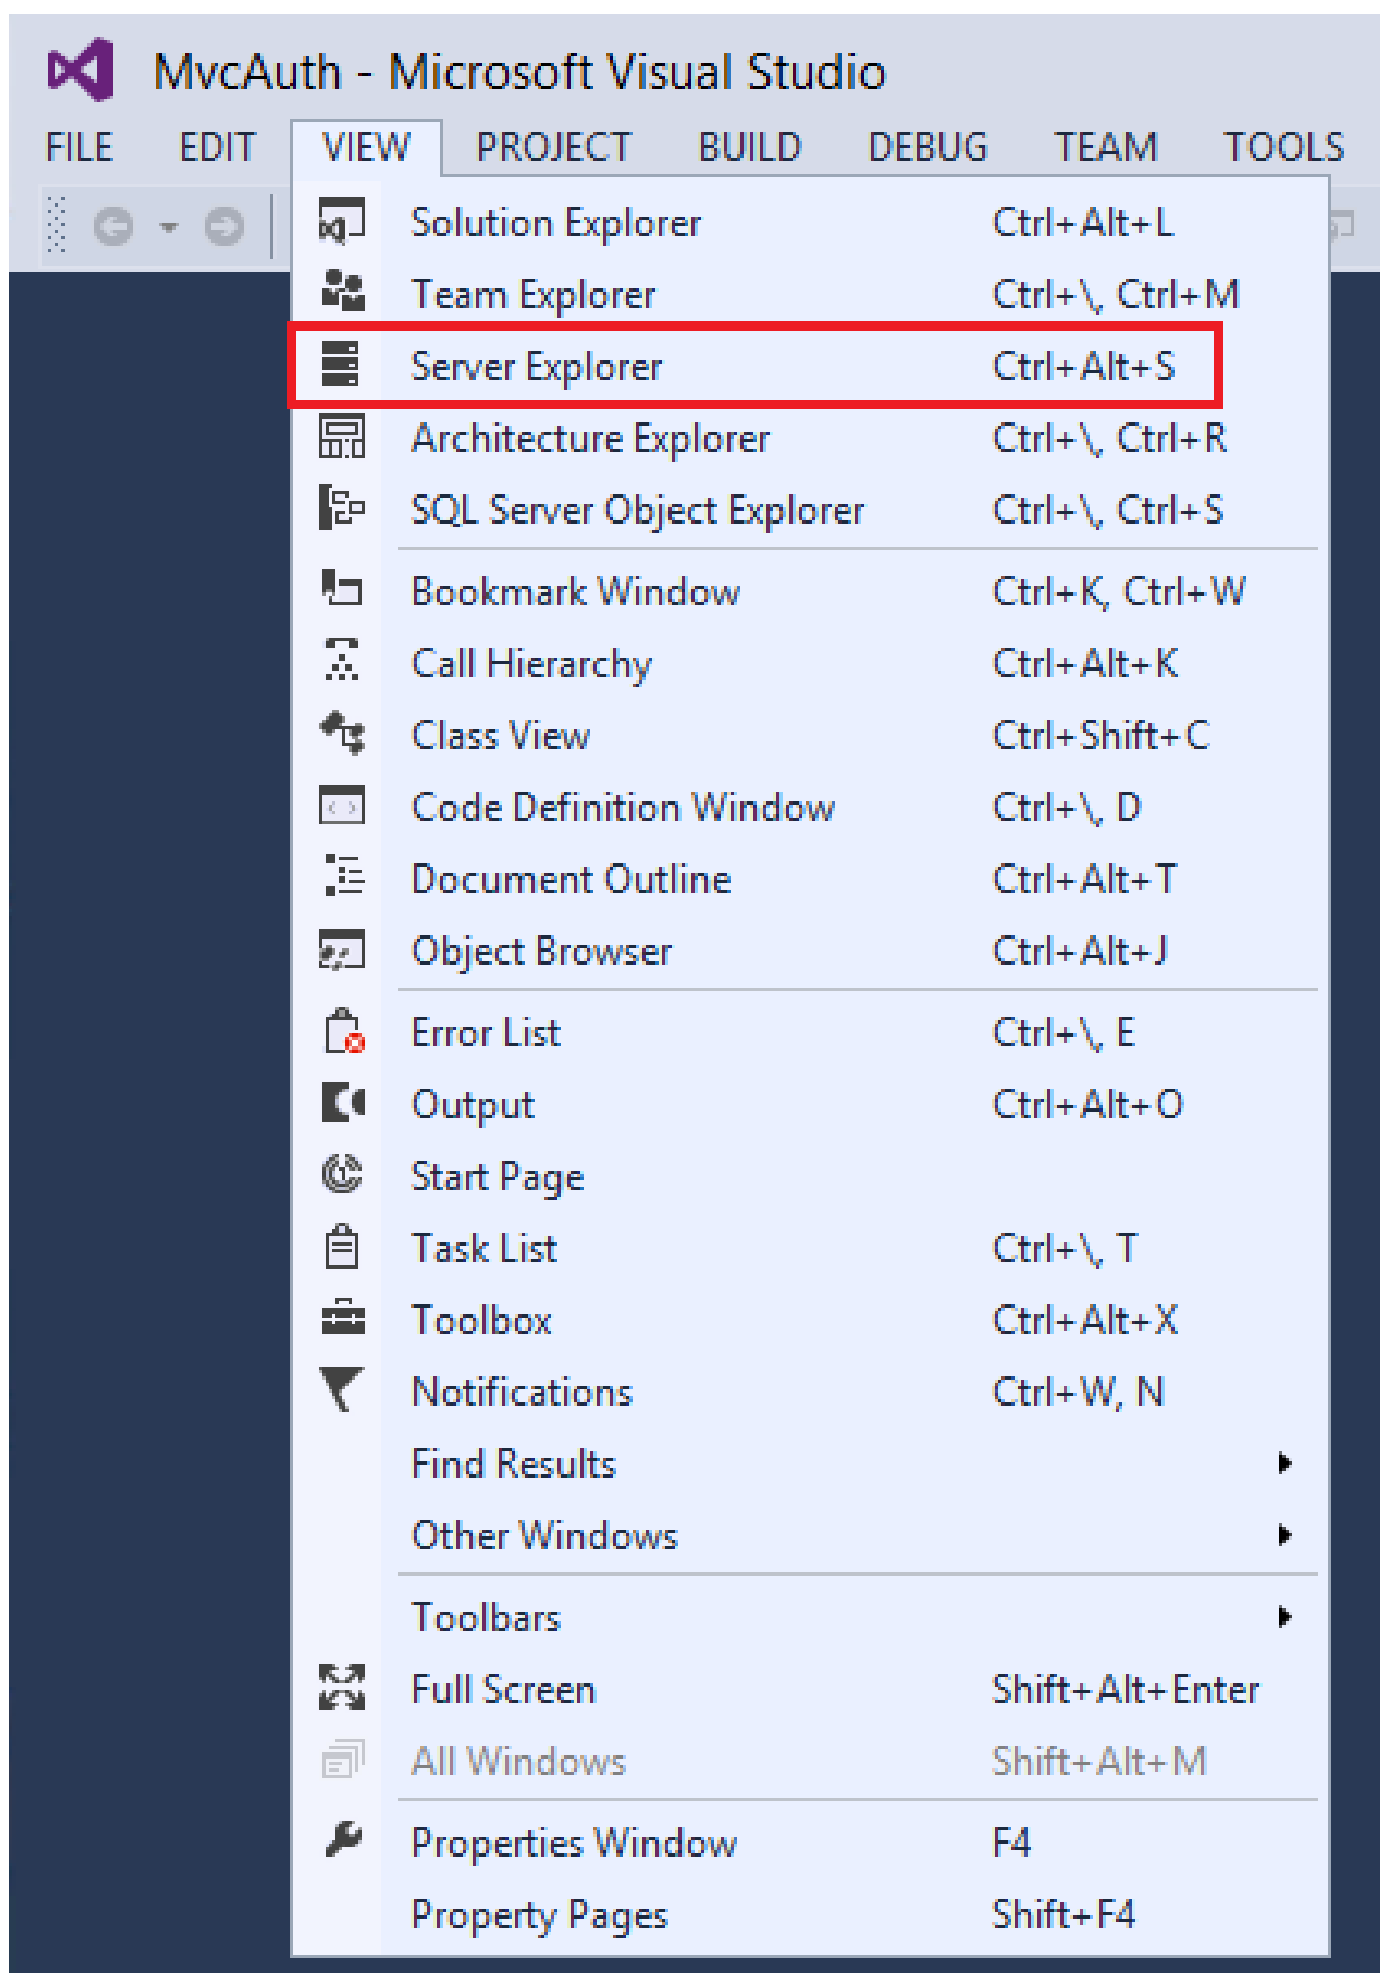 MvcAuth - Microsoft Visual Studio
FILE EDIT VIEW PROJECT BUILD DEBUG TEAM TOOLS
Solution Explorer Ctrl+Alt+L
Team Explorer Ctrl+\, Ctrl+M
Server Explorer Ctrl+Alt+S
Architecture Explorer Ctrl+\, Ctrl+R
SQL Server Object Explorer Ctrl+\, Ctrl+S
Bookmark Window Ctrl+K, Ctrl+W
Call Hierarchy Ctrl+Alt+K
Class View Ctrl+Shift+C
Code Definition Window Ctrl+\, D
Document Outline Ctrl+Alt+T
Object Browser Ctrl+Alt+J
Error List Ctrl+\, E
Output Ctrl+Alt+O
Start Page
Task List Ctrl+\, T
Toolbox Ctrl+Alt+X
Notifications Ctrl+W, N
Find Results
Other Windows
Toolbars
Full Screen Shift+Alt+Enter
All Windows Shift+Alt+M
Properties Window F4
Property Pages Shift+F4